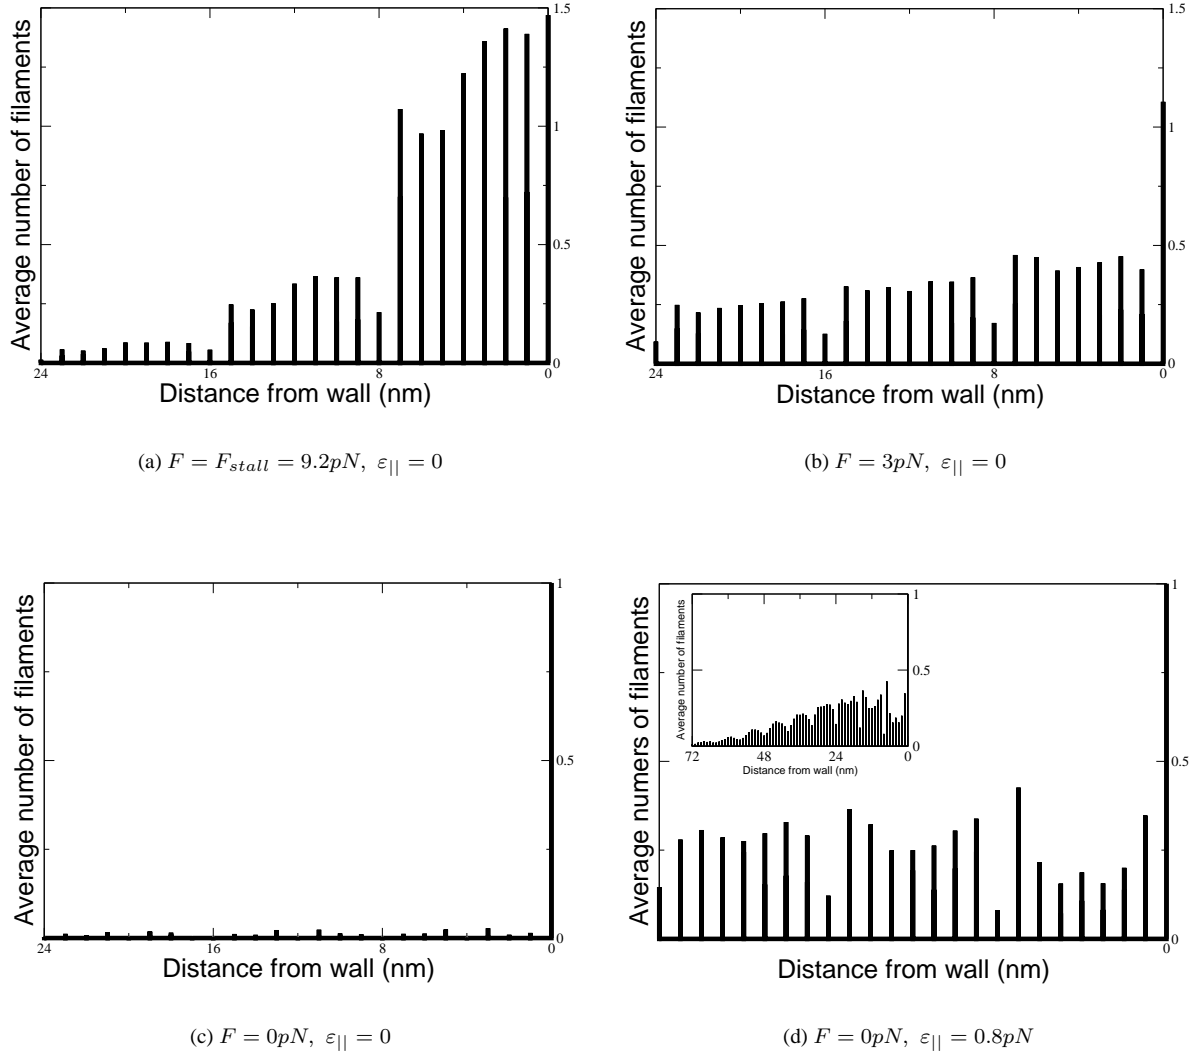 Average number of filaments
1.5
1
0.5
0
24
16
8
0
Distance from wall (nm)
(a) F = F_{stall} = 9.2pN, ε_{||} = 0
Average number of filaments
1.5
1
0.5
0
24
16
8
0
Distance from wall (nm)
(b) F = 3pN, ε_{||} = 0
Average number of filaments
1
0.5
0
24
16
8
0
Distance from wall (nm)
(c) F = 0pN, ε_{||} = 0
Average numers of filaments
1
0.5
0
0
Distance from wall (nm)
Average number of filaments
1
0.5
0
72
48
24
0
Distance from wall (nm)
(d) F = 0pN, ε_{||} = 0.8pN